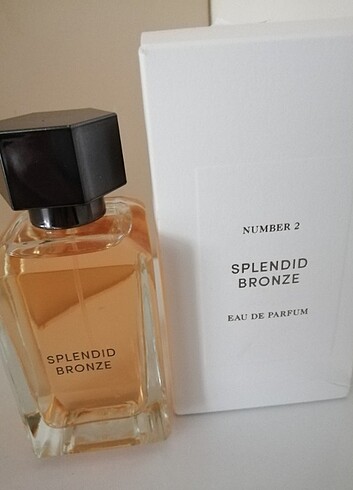 NUMBER 2
SPLENDID
BRONZE
EAU DE PARFUM
SPLENDID
BRONZE